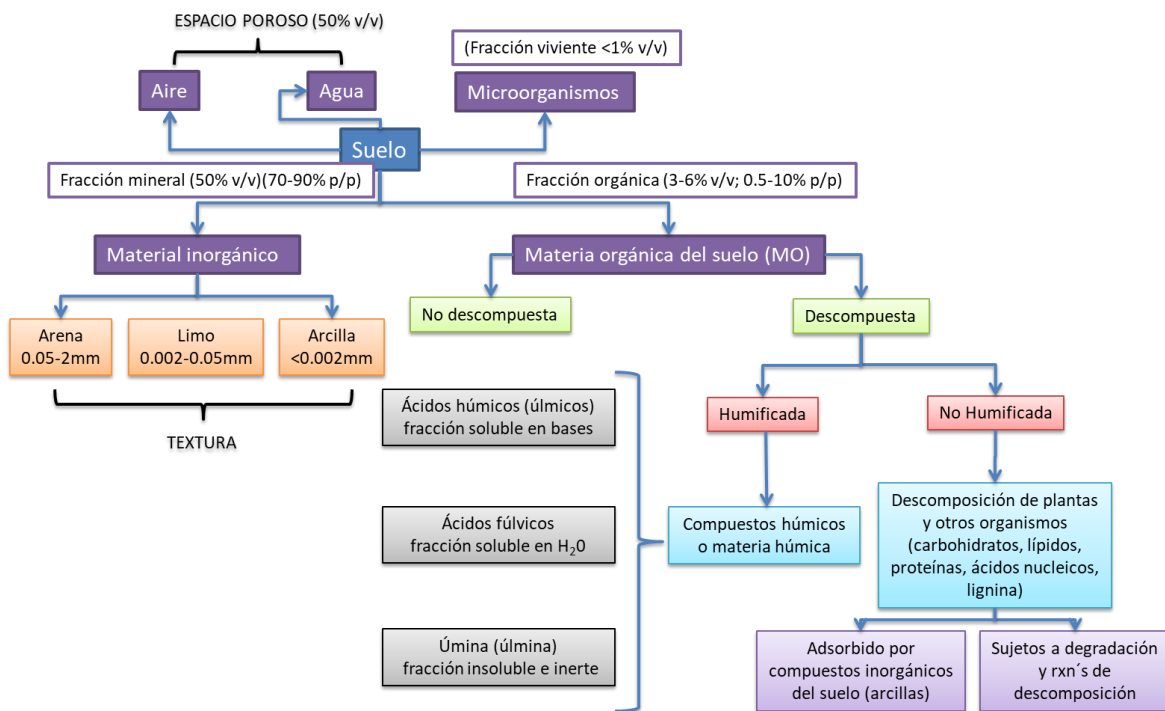 ESPACIO POROSO (50% v/v)
(Fracción viviente <1% v/v)
Aire
Agua
Microorganismos
Suelo
Fracción mineral (50% v/v)(70-90% p/p)
Fracción orgánica (3-6% v/v; 0.5-10% p/p)
Material inorgánico
Materia orgánica del suelo (MO)
No descompuesta
Descompuesta
Arena
0.05-2mm
Limo
0.002-0.05mm
Arcilla
<0.002mm
TEXTURA
Humificada
No Humificada
Ácidos húmicos (úlmicos)
fracción soluble en bases
Ácidos fúlvicos
fracción soluble en H₂0
Úmina (úlmina)
fracción insoluble e inerte
Compuestos húmicos
o materia húmica
Descomposición de plantas
y otros organismos
(carbohidratos, lípidos,
proteínas, ácidos nucleicos,
lignina)
Adsorbido por
compuestos inorgánicos
del suelo (arcillas)
Sujetos a degradación
y rxn´s de
descomposición